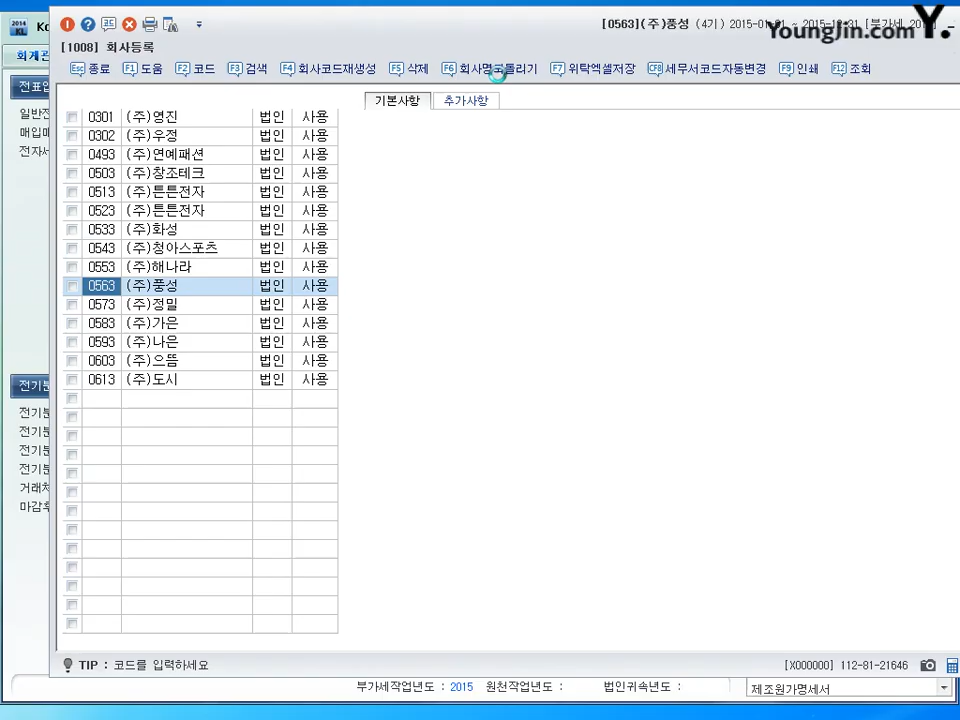 [0563](주)풍성 (4기) 2015-01-01 ~ 2015-12-31 [부가세 201
YoungJin.com Y.
[1008] 회사등록
Esc 종료 F1 도움 F2 코드 F3 검색 F4 회사코드재생성 F5 삭제 F6 회사명 되돌리기 F7 위탁엑셀저장 CF8 세무서코드자동변경 F9 인쇄 F12 조회
회계관
기본사항 추가사항
전표입
일반전
매입매
전자세
0301 (주)영진 법인 사용
0302 (주)우정 법인 사용
0493 (주)연예패션 법인 사용
0503 (주)창조테크 법인 사용
0513 (주)튼튼전자 법인 사용
0523 (주)튼튼전자 법인 사용
0533 (주)화성 법인 사용
0543 (주)청아스포츠 법인 사용
0553 (주)해나라 법인 사용
0563 (주)풍성 법인 사용
0573 (주)정밀 법인 사용
0583 (주)가은 법인 사용
0593 (주)나은 법인 사용
0603 (주)으뜸 법인 사용
0613 (주)도시 법인 사용
전기분
전기분
전기분
전기분
전기분
거래처
마감후
TIP : 코드를 입력하세요
[X000000] 112-81-21646
부가세작업년도 : 2015 원천작업년도 : 법인귀속년도 :
제조원가명세서